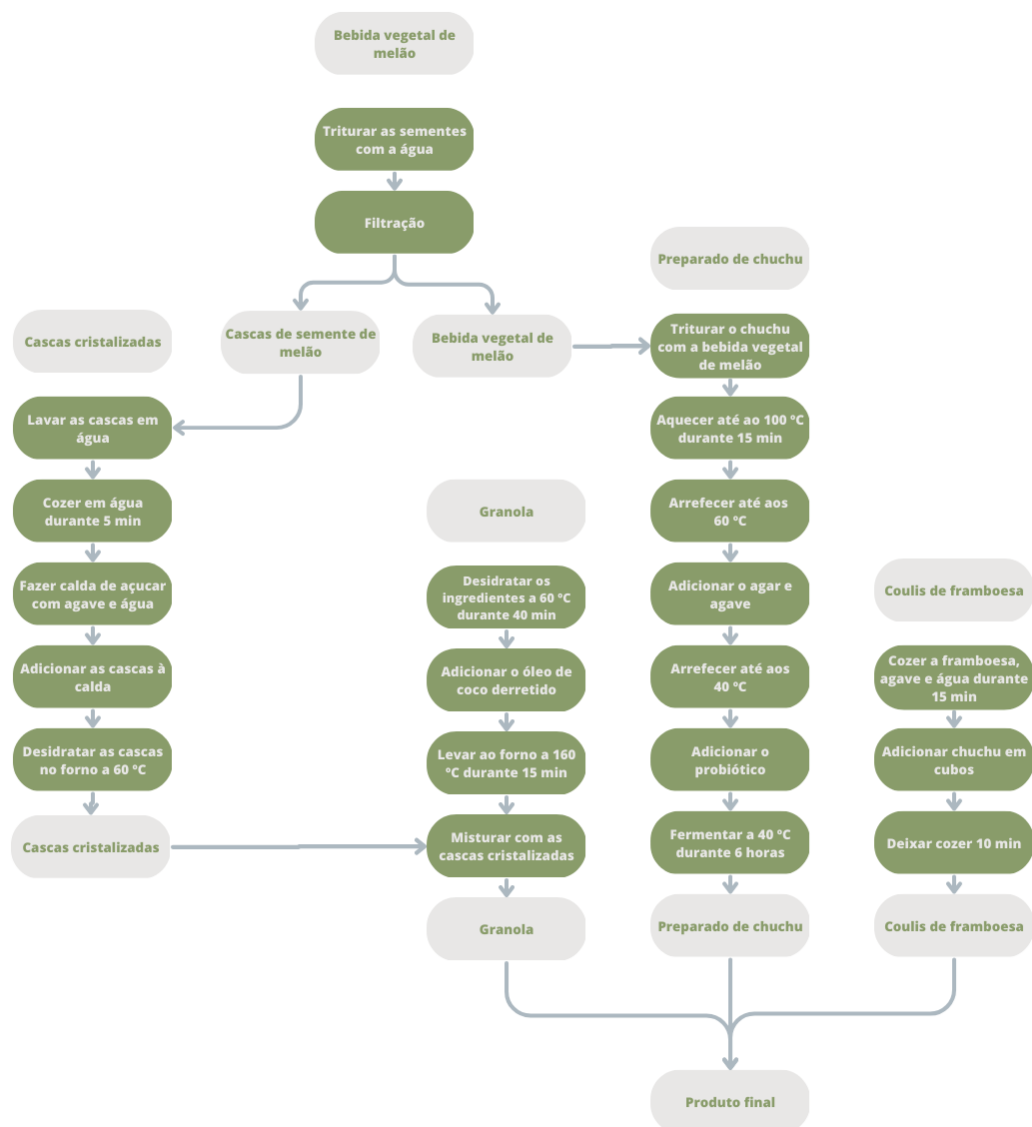 Bebida vegetal de
melão
Triturar as sementes
com a água
Filtração
Cascas de semente de
melão
Bebida vegetal de
melão
Cascas cristalizadas
Lavar as cascas em
água
Cozer em água
durante 5 min
Fazer calda de açucar
com agave e água
Adicionar as cascas à
calda
Desidratar as cascas
no forno a 60 °C
Cascas cristalizadas
Granola
Desidratar os
ingredientes a 60 °C
durante 40 min
Adicionar o óleo de
coco derretido
Levar ao forno a 160
°C durante 15 min
Misturar com as
cascas cristalizadas
Granola
Preparado de chuchu
Triturar o chuchu
com a bebida vegetal
de melão
Aquecer até ao 100 °C
durante 15 min
Arrefecer até aos
60 °C
Adicionar o agar e
agave
Arrefecer até aos
40 °C
Adicionar o
probiótico
Fermentar a 40 °C
durante 6 horas
Preparado de chuchu
Coulis de framboesa
Cozer a framboesa,
agave e água durante
15 min
Adicionar chuchu em
cubos
Deixar cozer 10 min
Coulis de framboesa
Produto final